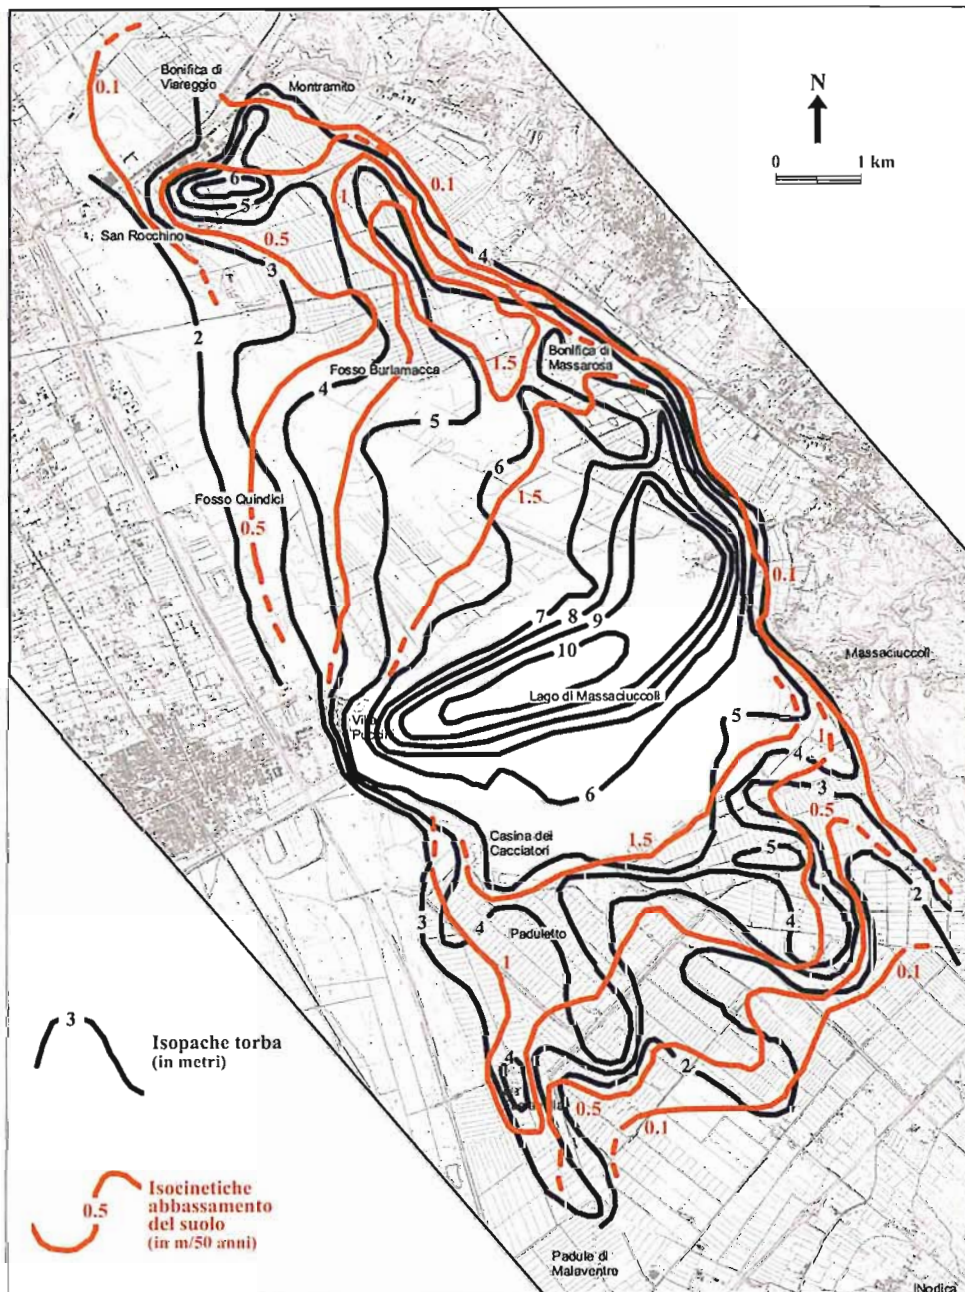 0.1
Bonifica di
Viareggio
Montramito
N
0 1 km
6
5
1
0.1
San Rocchino
0.5
3
4
2
1.5
Bonifica di
Massarosa
Fosso Burlamacca
4
5
6
1.5
Fosso Quindici
0.5
0.1
7
8
9
10
Massaciuccoli
Lago di Massaciuccoli
5
1
4
3
6
0.5
Casina dei
Cacciatori
1.5
5
2
3
4
4
Paduletto
1
0.1
3
Isopache torba
(in metri)
4
2
0.5
0.1
0.5
Isocinetiche
abbassamento
del suolo
(in m/50 anni)
Padule di
Malaventre
Nodica